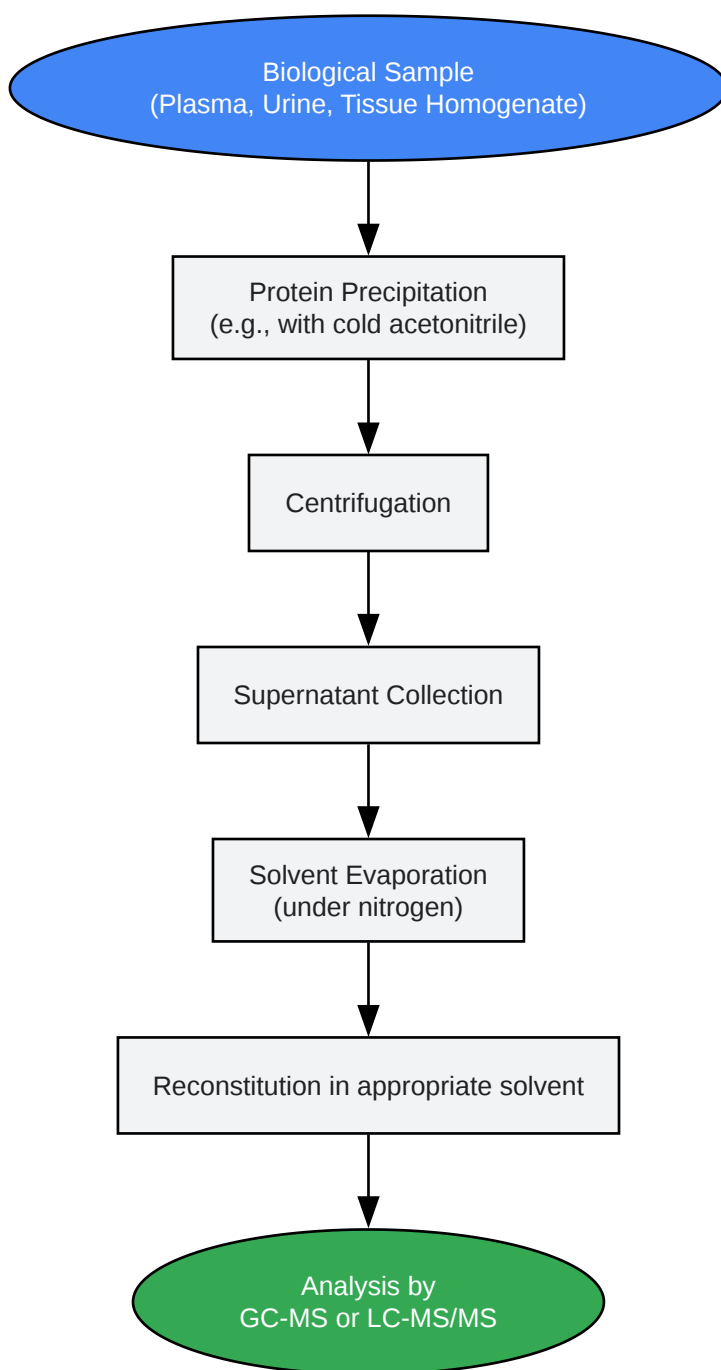 Biological Sample
(Plasma, Urine, Tissue Homogenate)
Protein Precipitation
(e.g., with cold acetonitrile)
Centrifugation
Supernatant Collection
Solvent Evaporation
(under nitrogen)
Reconstitution in appropriate solvent
Analysis by
GC-MS or LC-MS/MS